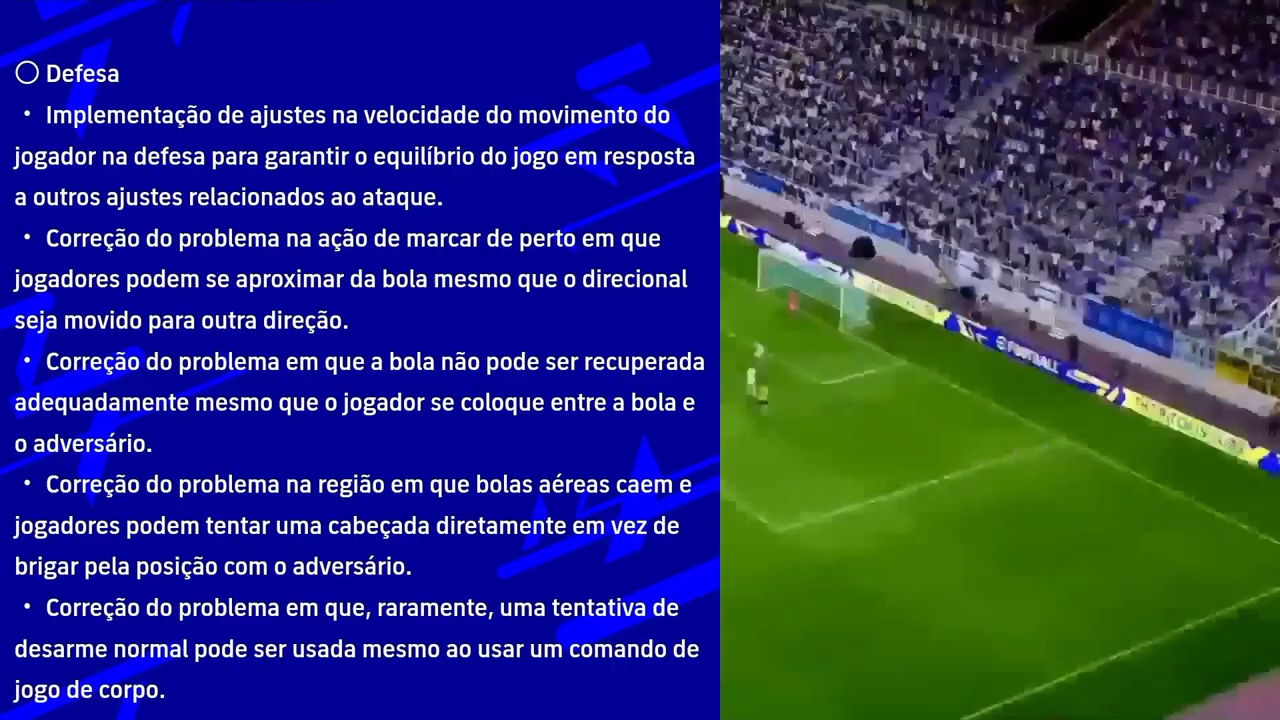 ○ Defesa
・ Implementação de ajustes na velocidade do movimento do
jogador na defesa para garantir o equilíbrio do jogo em resposta
a outros ajustes relacionados ao ataque.
・ Correção do problema na ação de marcar de perto em que
jogadores podem se aproximar da bola mesmo que o direcional
seja movido para outra direção.
・ Correção do problema em que a bola não pode ser recuperada
adequadamente mesmo que o jogador se coloque entre a bola e
o adversário.
・ Correção do problema na região em que bolas aéreas caem e
jogadores podem tentar uma cabeçada diretamente em vez de
brigar pela posição com o adversário.
・ Correção do problema em que, raramente, uma tentativa de
desarme normal pode ser usada mesmo ao usar um comando de
jogo de corpo.
eFOOTBALL